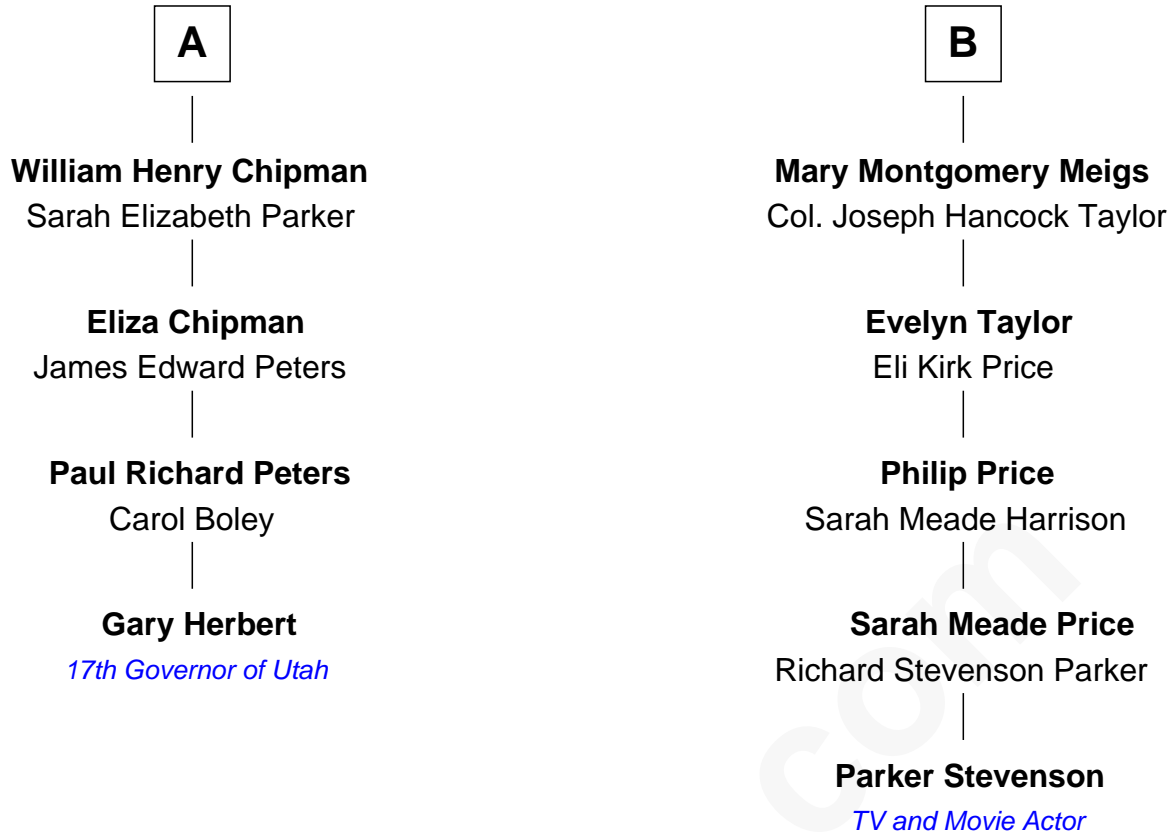 A
William Henry Chipman
Sarah Elizabeth Parker
Eliza Chipman
James Edward Peters
Paul Richard Peters
Carol Boley
Gary Herbert
17th Governor of Utah
B
Mary Montgomery Meigs
Col. Joseph Hancock Taylor
Evelyn Taylor
Eli Kirk Price
Philip Price
Sarah Meade Harrison
Sarah Meade Price
Richard Stevenson Parker
Parker Stevenson
TV and Movie Actor
com